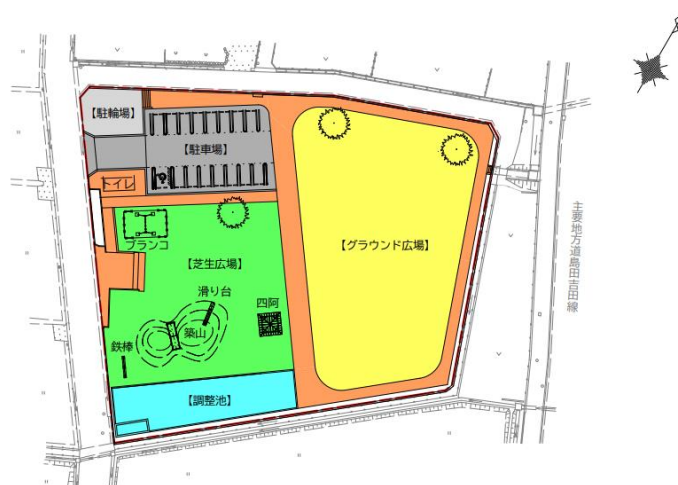 【駐輪場】
【駐車場】
トイレ
ブランコ
【芝生広場】
【グラウンド広場】
滑り台
四阿
築山
鉄棒
【調整池】
主要地方道島田吉田線